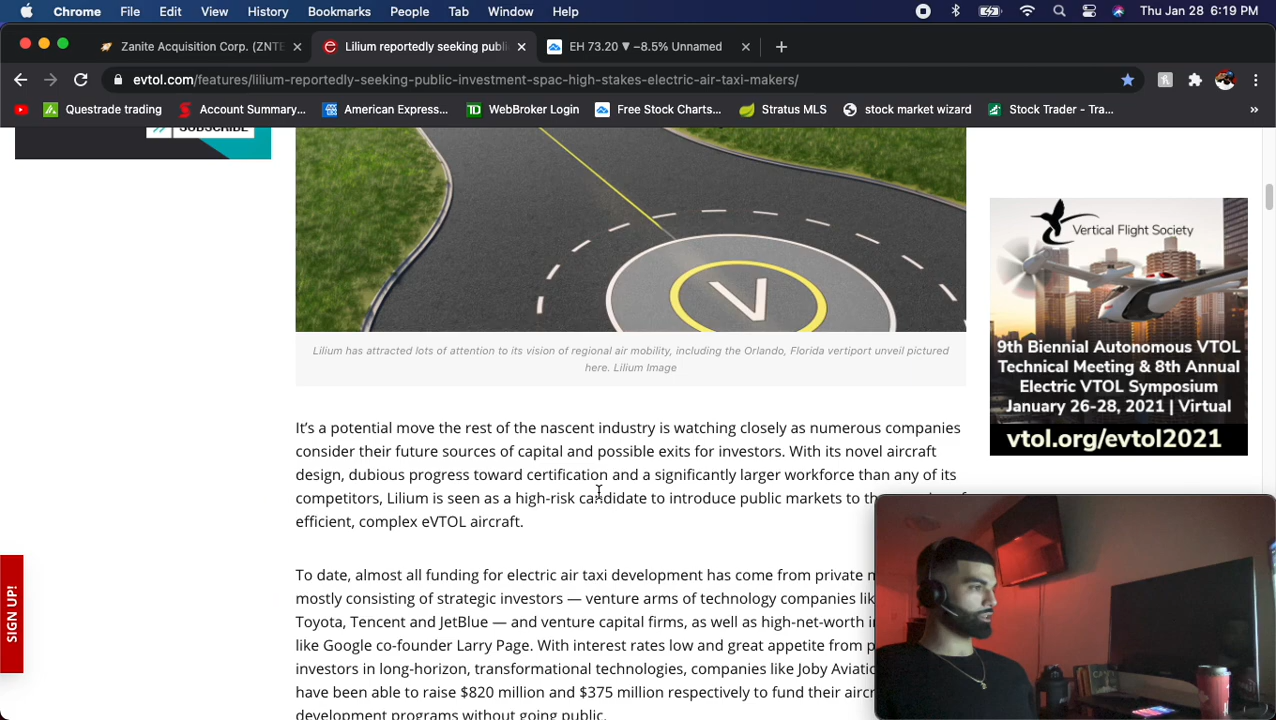 Chrome File Edit View History Bookmarks People Tab Window Help Thu Jan 28 6:19 PM
Zanite Acquisition Corp. (ZNTE × Lilium reportedly seeking publi × EH 73.20 ▼ −8.5% Unnamed × +
evtol.com/features/lilium-reportedly-seeking-public-investment-spac-high-stakes-electric-air-taxi-makers/
Questrade trading Account Summary... American Express... WebBroker Login Free Stock Charts... Stratus MLS stock market wizard Stock Trader - Tra... »
SUBSCRIBE
V
Lilium has attracted lots of attention to its vision of regional air mobility, including the Orlando, Florida vertiport unveil pictured
here. Lilium Image
It's a potential move the rest of the nascent industry is watching closely as numerous companies
consider their future sources of capital and possible exits for investors. With its novel aircraft
design, dubious progress toward certification and a significantly larger workforce than any of its
competitors, Lilium is seen as a high-risk candidate to introduce public markets to
efficient, complex eVTOL aircraft.
To date, almost all funding for electric air taxi development has come from private
mostly consisting of strategic investors — venture arms of technology companies
Toyota, Tencent and JetBlue — and venture capital firms, as well as high-net-worth
like Google co-founder Larry Page. With interest rates low and great appetite from
investors in long-horizon, transformational technologies, companies like Joby
have been able to raise $820 million and $375 million respectively to fund their
development programs without going public.
Vertical Flight Society
9th Biennial Autonomous VTOL
Technical Meeting & 8th Annual
Electric VTOL Symposium
January 26-28, 2021 | Virtual
vtol.org/evtol2021
SIGN UP!